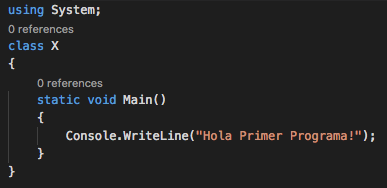 using System;
0 references
class X
{
0 references
static void Main()
{
Console.WriteLine("Hola Primer Programa!");
}
}